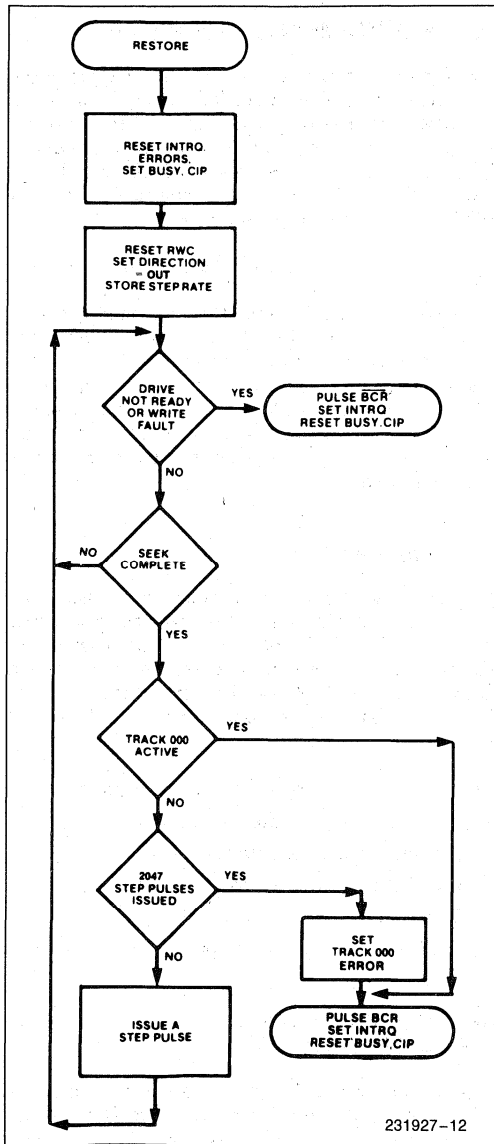 RESTORE
RESET INTRQ.
ERRORS,
SET BUSY, CIP
RESET RWC
SET DIRECTION
= OUT
STORE STEP RATE
DRIVE
NOT READY
OR WRITE
FAULT
YES
PULSE BCR
SET INTRQ
RESET BUSY.CIP
NO
SEEK
COMPLETE
NO
YES
TRACK 000
ACTIVE
YES
NO
2047
STEP PULSES
ISSUED
YES
SET
TRACK 000
ERROR
NO
ISSUE A
STEP PULSE
PULSE BCR
SET INTRQ
RESET BUSY,CIP
231927-12